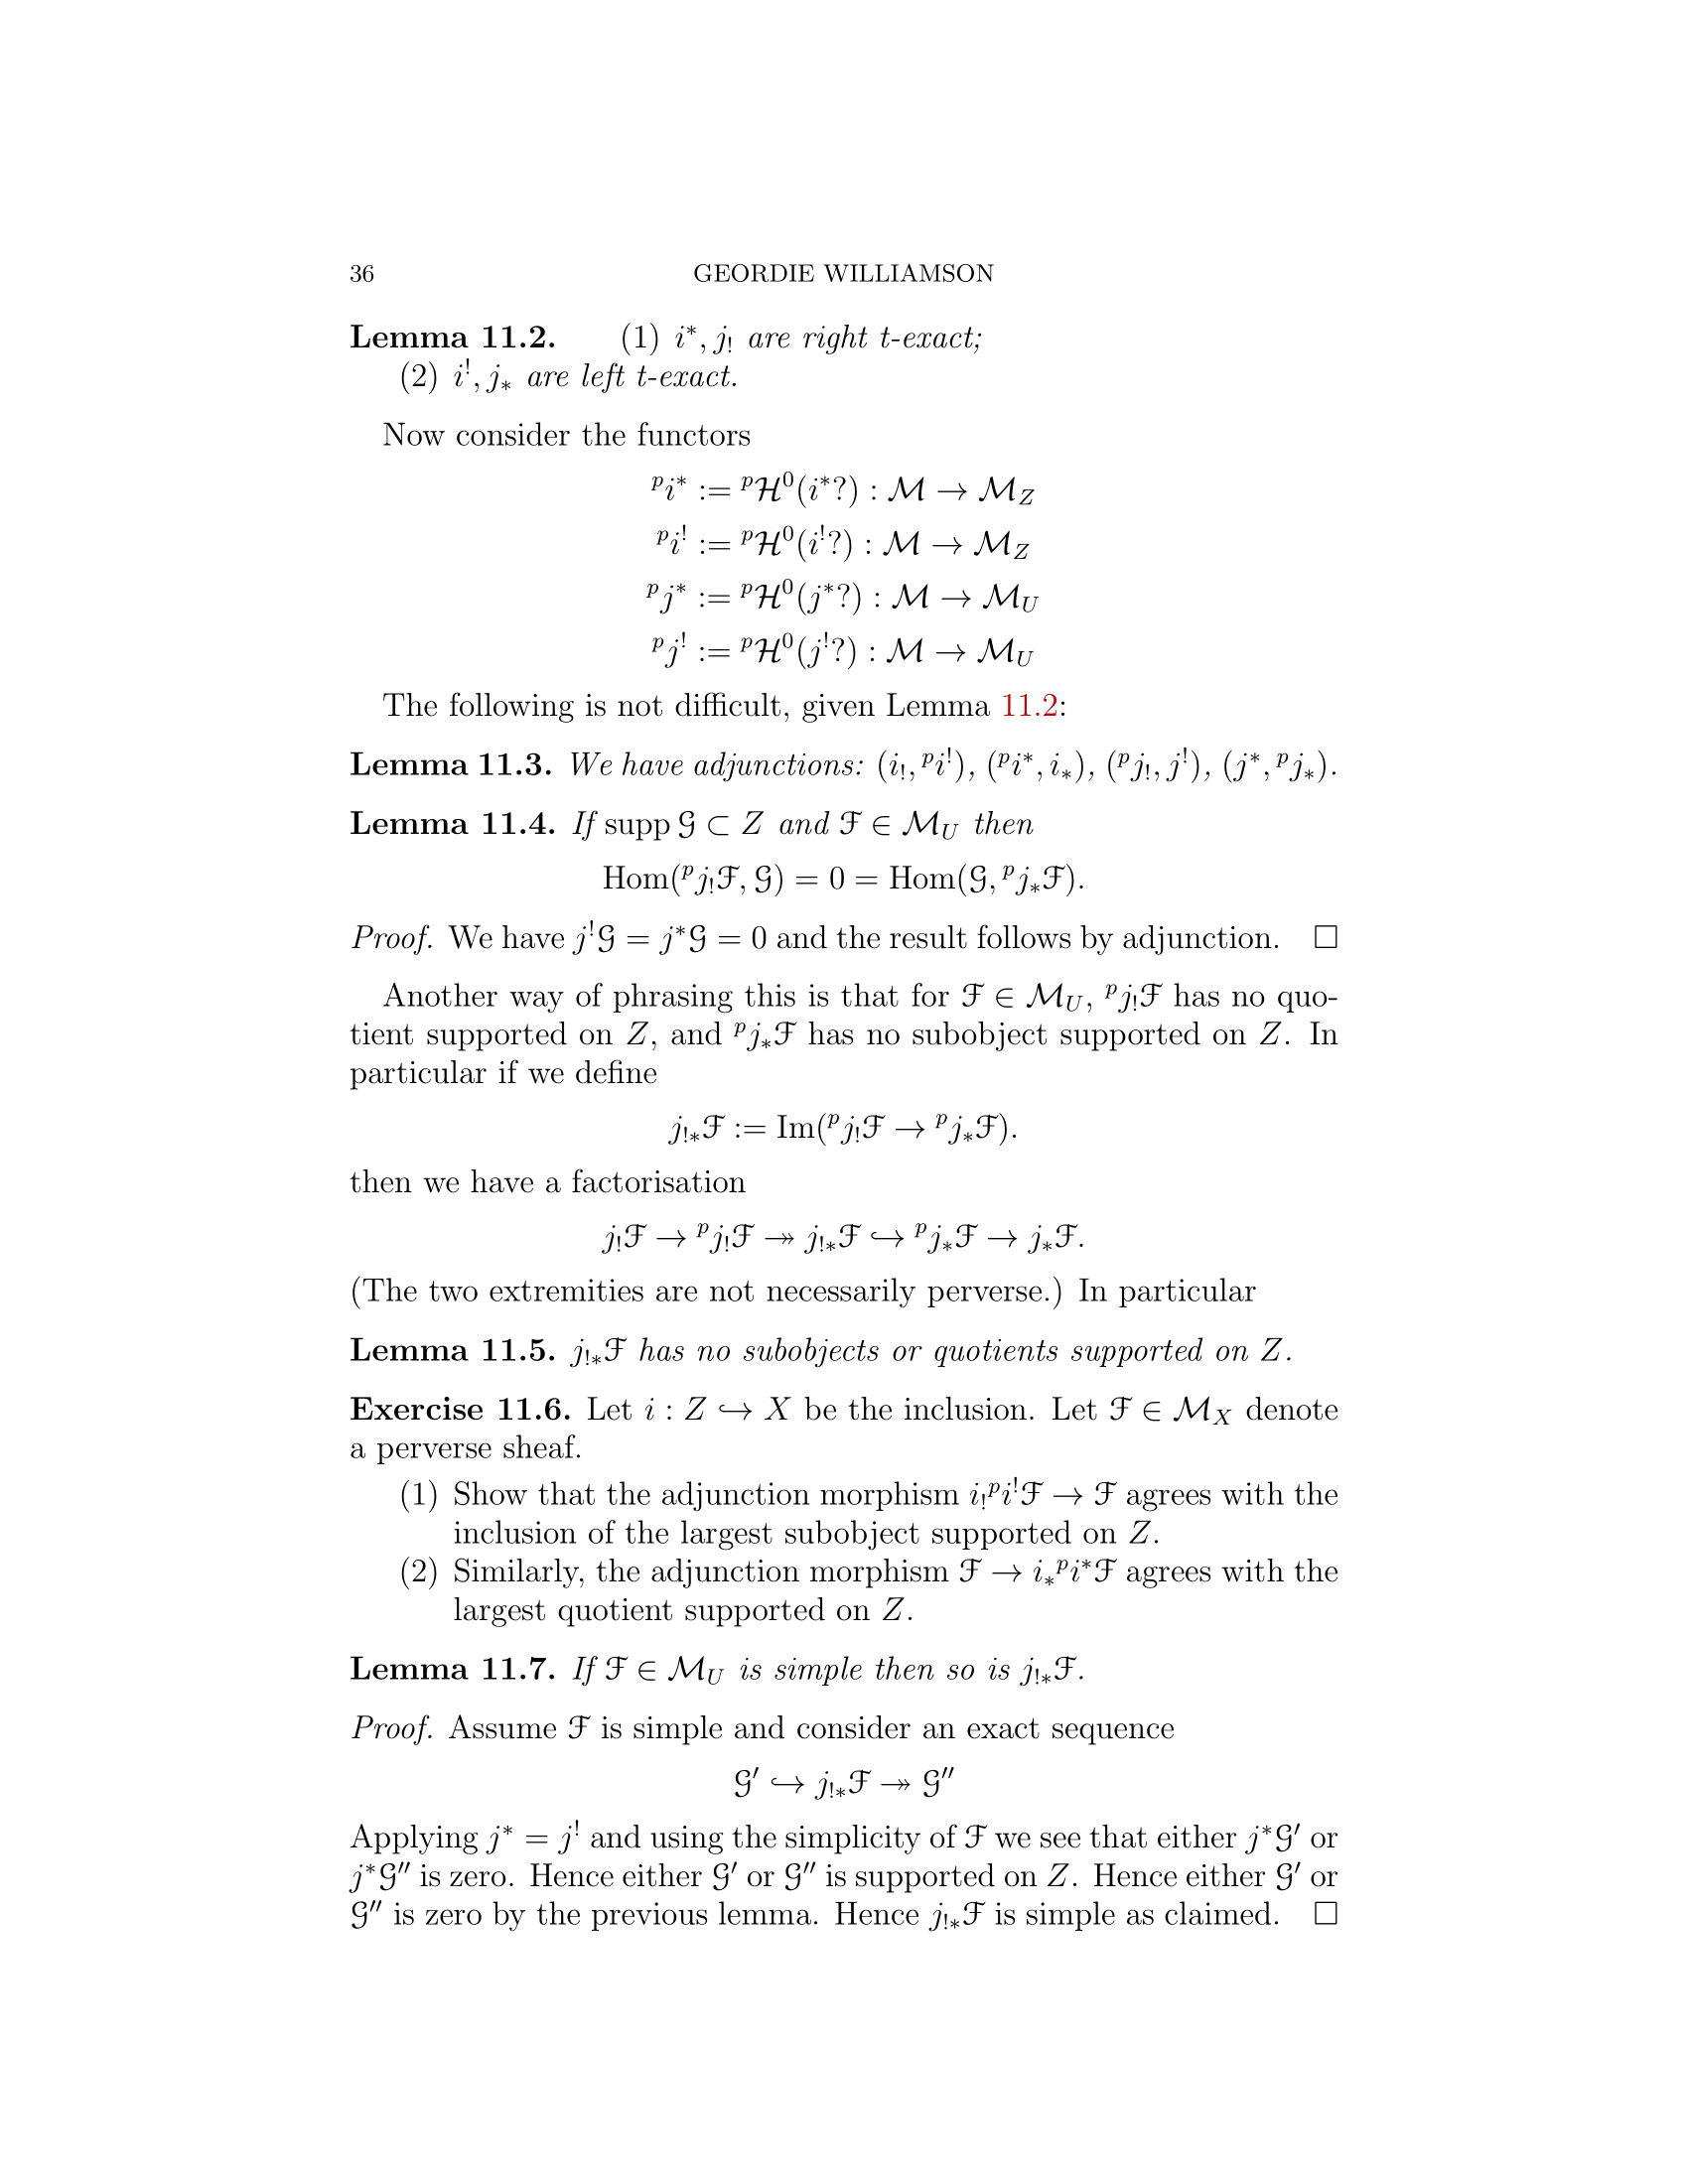 36 GEORDIE WILLIAMSON
Lemma 11.2. (1) $i^*, j_!$ are right t-exact;
(2) $i^!, j_*$ are left t-exact.
Now consider the functors
${}^p i^* := {}^p\mathcal{H}^0(i^*?) : \mathcal{M} \to \mathcal{M}_Z$
${}^p i^! := {}^p\mathcal{H}^0(i^!?) : \mathcal{M} \to \mathcal{M}_Z$
${}^p j^* := {}^p\mathcal{H}^0(j^*?) : \mathcal{M} \to \mathcal{M}_U$
${}^p j^! := {}^p\mathcal{H}^0(j^!?) : \mathcal{M} \to \mathcal{M}_U$
The following is not difficult, given Lemma 11.2:
Lemma 11.3. We have adjunctions: $(i_!, {}^p i^!)$, $({}^p i^*, i_*)$, $({}^p j_!, j^!)$, $(j^*, {}^p j_*)$.
Lemma 11.4. If $\operatorname{supp} \mathcal{G} \subset Z$ and $\mathcal{F} \in \mathcal{M}_U$ then
$\operatorname{Hom}({}^p j_!\mathcal{F}, \mathcal{G}) = 0 = \operatorname{Hom}(\mathcal{G}, {}^p j_*\mathcal{F}).$
Proof. We have $j^!\mathcal{G} = j^*\mathcal{G} = 0$ and the result follows by adjunction. □
Another way of phrasing this is that for $\mathcal{F} \in \mathcal{M}_U$, ${}^p j_!\mathcal{F}$ has no quo-
tient supported on $Z$, and ${}^p j_*\mathcal{F}$ has no subobject supported on $Z$. In
particular if we define
$j_{!*}\mathcal{F} := \operatorname{Im}({}^p j_!\mathcal{F} \to {}^p j_*\mathcal{F}).$
then we have a factorisation
$j_!\mathcal{F} \to {}^p j_!\mathcal{F} \twoheadrightarrow j_{!*}\mathcal{F} \hookrightarrow {}^p j_*\mathcal{F} \to j_*\mathcal{F}.$
(The two extremities are not necessarily perverse.) In particular
Lemma 11.5. $j_{!*}\mathcal{F}$ has no subobjects or quotients supported on $Z$.
Exercise 11.6. Let $i : Z \hookrightarrow X$ be the inclusion. Let $\mathcal{F} \in \mathcal{M}_X$ denote
a perverse sheaf.
(1) Show that the adjunction morphism $i_!{}^p i^!\mathcal{F} \to \mathcal{F}$ agrees with the
inclusion of the largest subobject supported on $Z$.
(2) Similarly, the adjunction morphism $\mathcal{F} \to i_*{}^p i^*\mathcal{F}$ agrees with the
largest quotient supported on $Z$.
Lemma 11.7. If $\mathcal{F} \in \mathcal{M}_U$ is simple then so is $j_{!*}\mathcal{F}$.
Proof. Assume $\mathcal{F}$ is simple and consider an exact sequence
$\mathcal{G}' \hookrightarrow j_{!*}\mathcal{F} \twoheadrightarrow \mathcal{G}''$
Applying $j^* = j^!$ and using the simplicity of $\mathcal{F}$ we see that either $j^*\mathcal{G}'$ or
$j^*\mathcal{G}''$ is zero. Hence either $\mathcal{G}'$ or $\mathcal{G}''$ is supported on $Z$. Hence either $\mathcal{G}'$ or
$\mathcal{G}''$ is zero by the previous lemma. Hence $j_{!*}\mathcal{F}$ is simple as claimed. □